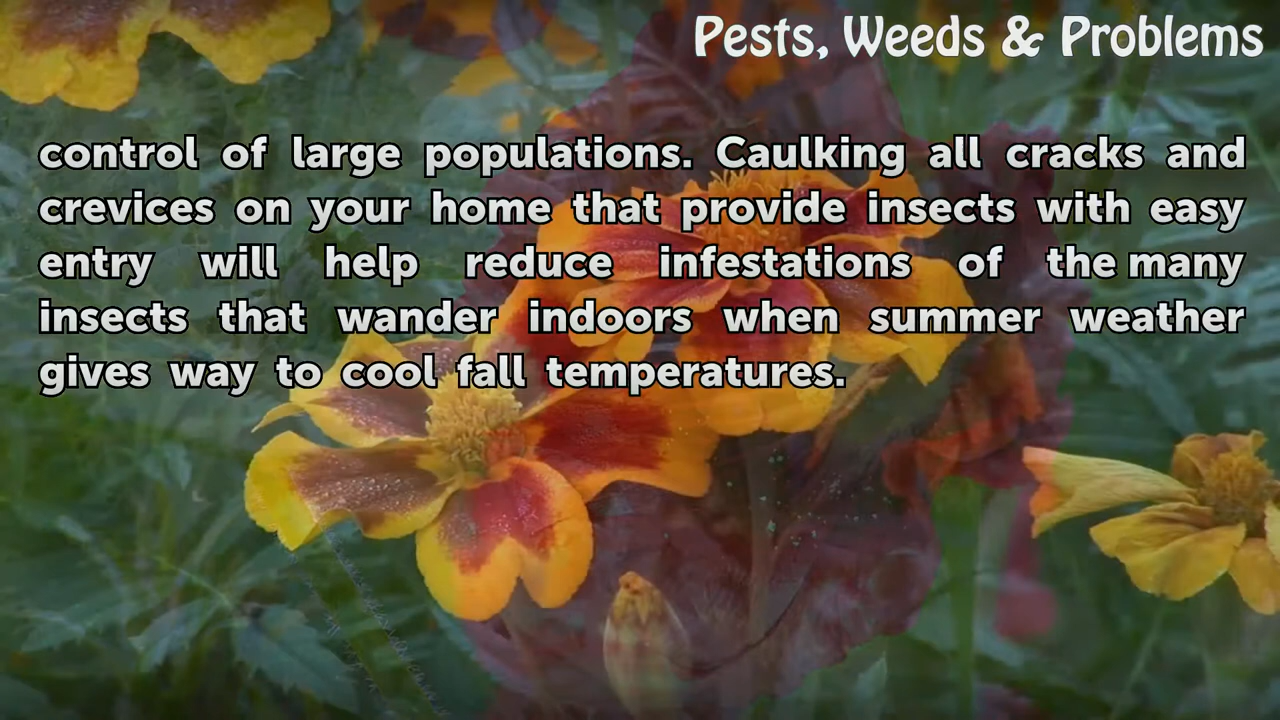 Pests, Weeds & Problems
control of large populations. Caulking all cracks and
crevices on your home that provide insects with easy
entry will help reduce infestations of the many
insects that wander indoors when summer weather
gives way to cool fall temperatures.